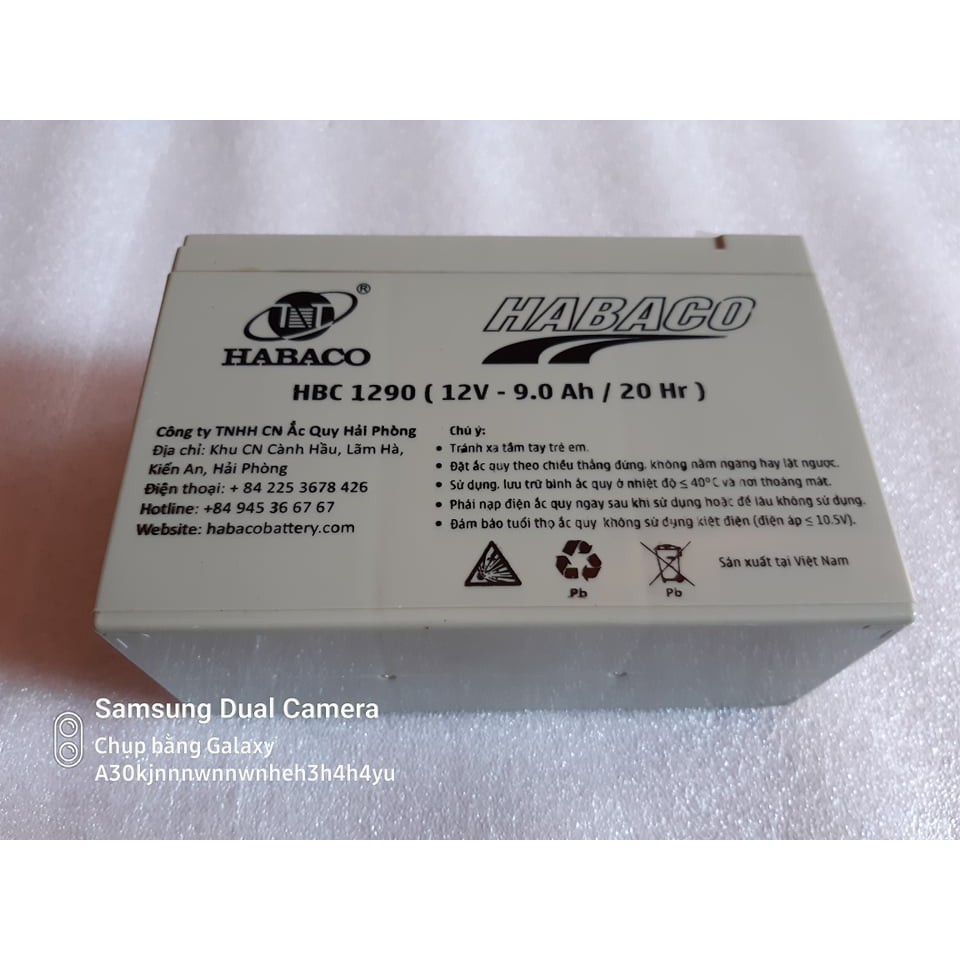 TNT ®
HABACO
HABACO
HBC 1290 ( 12V - 9.0 Ah / 20 Hr )
Công ty TNHH CN Ắc Quy Hải Phòng
Địa chỉ: Khu CN Cành Hầu, Lãm Hà,
Kiến An, Hải Phòng
Điện thoại: + 84 225 3678 426
Hotline: +84 945 36 67 67
Website: habacobattery.com
Chú ý:
• Tránh xa tầm tay trẻ em.
• Đặt ắc quy theo chiều thẳng đứng, không nằm ngang hay lật ngược.
• Sử dụng, lưu trữ bình ắc quy ở nhiệt độ ≤ 40°C và nơi thoáng mát.
• Phải nạp điện ắc quy ngay sau khi sử dụng hoặc để lâu không sử dụng.
• Đảm bảo tuổi thọ ắc quy không sử dụng kiệt điện (điện áp ≤ 10.5V).
Pb
Pb
Sản xuất tại Việt Nam
Samsung Dual Camera
Chụp bằng Galaxy
A30kjnnnwnnwnheh3h4h4yu